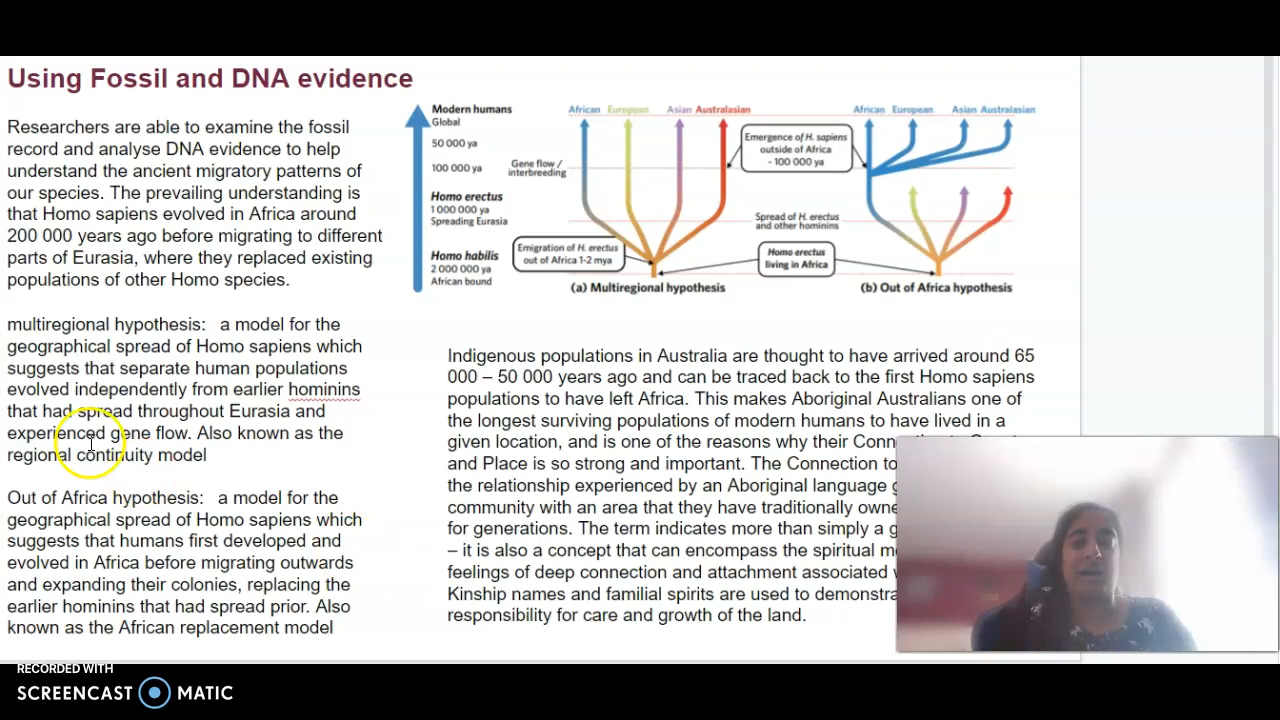 Using Fossil and DNA evidence
Researchers are able to examine the fossil
record and analyse DNA evidence to help
understand the ancient migratory patterns of
our species. The prevailing understanding is
that Homo sapiens evolved in Africa around
200 000 years ago before migrating to different
parts of Eurasia, where they replaced existing
populations of other Homo species.
multiregional hypothesis: a model for the
geographical spread of Homo sapiens which
suggests that separate human populations
evolved independently from earlier hominins
that had spread throughout Eurasia and
experienced gene flow. Also known as the
regional continuity model
Out of Africa hypothesis: a model for the
geographical spread of Homo sapiens which
suggests that humans first developed and
evolved in Africa before migrating outwards
and expanding their colonies, replacing the
earlier hominins that had spread prior. Also
known as the African replacement model
Modern humans
Global
50 000 ya
100 000 ya
Homo erectus
1 000 000 ya
Spreading Eurasia
Homo habilis
2 000 000 ya
African bound
African European Asian Australasian
Gene flow /
interbreeding
Emigration of H. erectus
out of Africa 1-2 mya
(a) Multiregional hypothesis
Emergence of H. sapiens
outside of Africa
- 100 000 ya
Spread of H. erectus
and other hominins
Homo erectus
living in Africa
African European Asian Australasian
(b) Out of Africa hypothesis
Indigenous populations in Australia are thought to have arrived around 65
000 – 50 000 years ago and can be traced back to the first Homo sapiens
populations to have left Africa. This makes Aboriginal Australians one of
the longest surviving populations of modern humans to have lived in a
given location, and is one of the reasons why their
and Place is so strong and important. The Connection to
the relationship experienced by an Aboriginal language
community with an area that they have traditionally
for generations. The term indicates more than simply a
– it is also a concept that can encompass the spiritual
feelings of deep connection and attachment associated
Kinship names and familial spirits are used to
responsibility for care and growth of the land.
RECORDED WITH
SCREENCAST MATIC